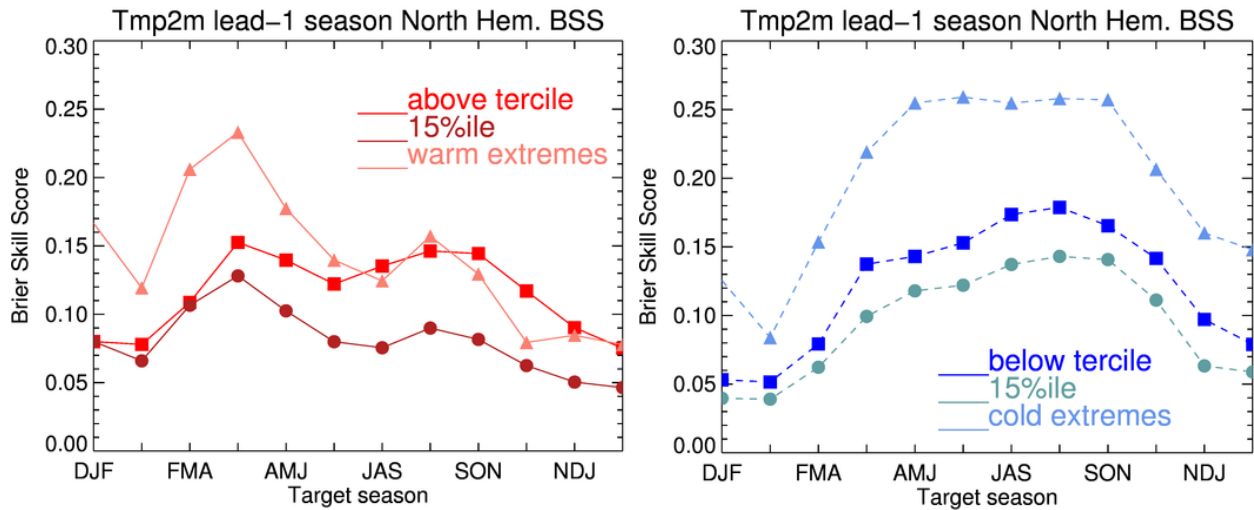 Tmp2m lead-1 season North Hem. BSS
0.30
0.25
0.20
0.15
0.10
0.05
0.00
Brier Skill Score
above tercile
15%ile
warm extremes
DJF FMA AMJ JAS SON NDJ
Target season
Tmp2m lead-1 season North Hem. BSS
0.30
0.25
0.20
0.15
0.10
0.05
0.00
Brier Skill Score
below tercile
15%ile
cold extremes
DJF FMA AMJ JAS SON NDJ
Target season